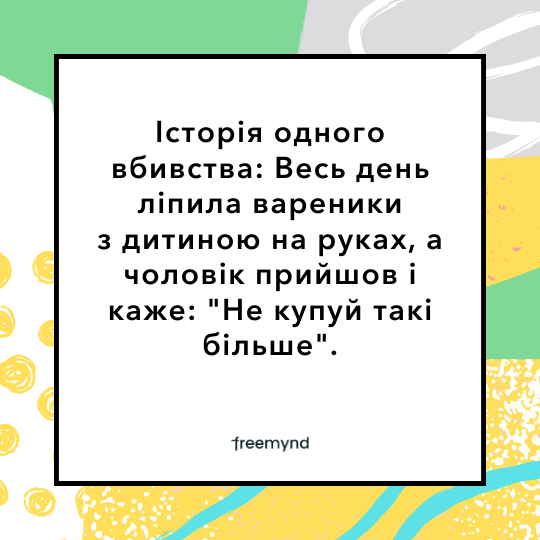 Історія одного
вбивства: Весь день
ліпила вареники
з дитиною на руках, а
чоловік прийшов і
каже: "Не купуй такі
більше".
freemynd